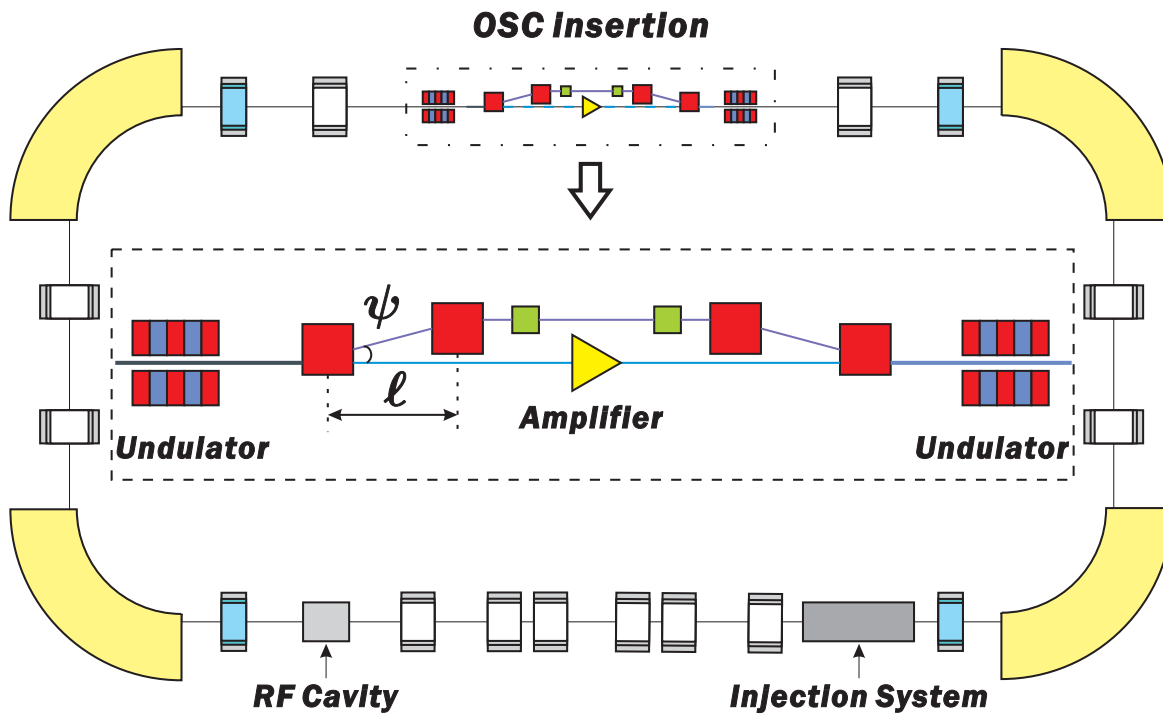 OSC insertion
ψ
ℓ
Amplifier
Undulator
Undulator
RF Cavity
Injection System